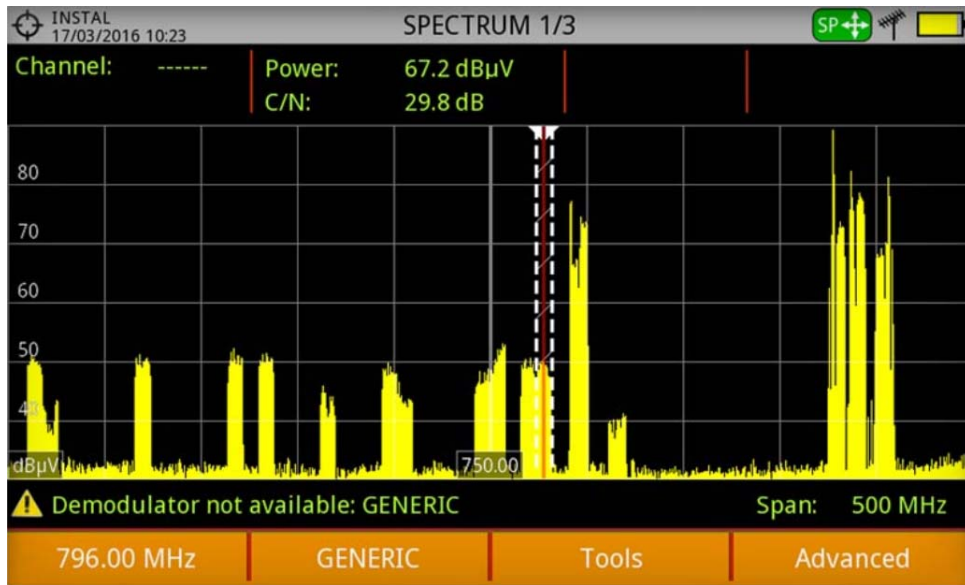 INSTAL
17/03/2016 10:23
SPECTRUM 1/3
SP
Channel: ------
Power: 67.2 dBµV
C/N: 29.8 dB
80
70
60
50
40
dBµV
750.00
Demodulator not available: GENERIC
Span: 500 MHz
796.00 MHz
GENERIC
Tools
Advanced